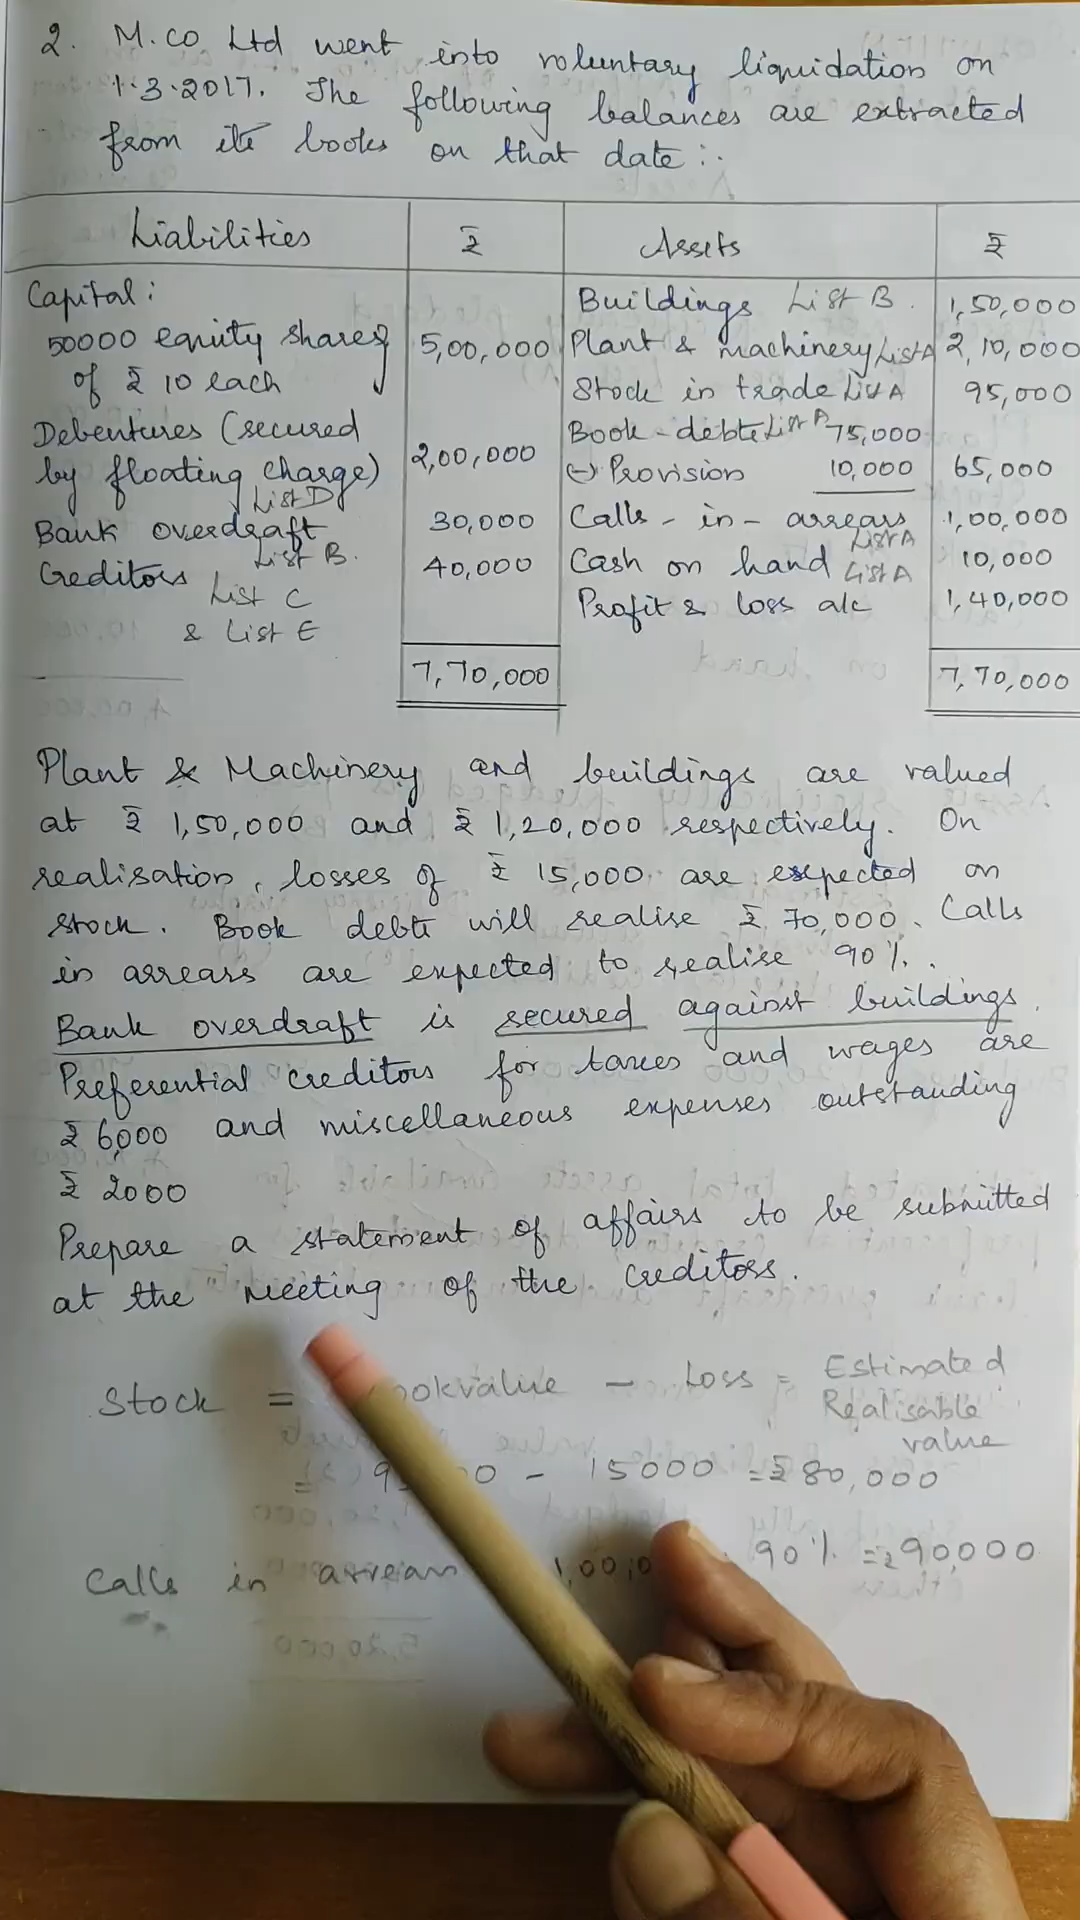 2. M.co Ltd went into voluntary liquidation on
1.3.2017. The following balances are extracted
from its books on that date :.
Liabilities ₹ Assets ₹
Capital: Buildings List B. 1,50,000
50000 equity shares 5,00,000 Plant & machinery List A 2,10,000
of ₹ 10 each Stock in trade List A 95,000
Debentures (secured Book-debts List A 75,000
by floating charge) 2,00,000 (-) Provision 10,000 65,000
List D
Bank overdraft 30,000 Calls-in-arrears 1,00,000
List B. List A
Creditors 40,000 Cash on hand List A 10,000
List C Profit & loss a/c 1,40,000
& List E
7,70,000 7,70,000
Plant & Machinery and buildings are valued
at ₹ 1,50,000 and ₹ 1,20,000 respectively. On
realisation, losses of ₹ 15,000 are expected on
stock. Book debts will realise ₹ 70,000. Calls
in arrears are expected to realise 90%.
Bank overdraft is secured against buildings.
Preferential creditors for taxes and wages are
₹ 6,000 and miscellaneous expenses outstanding
₹ 2000
Prepare a statement of affairs to be submitted
at the meeting of the creditors.
Stock = - Loss = Estimated
Realisable
value
= - 15000 = ₹ 80,000
Calls in arrears 90% = ₹ 90,000